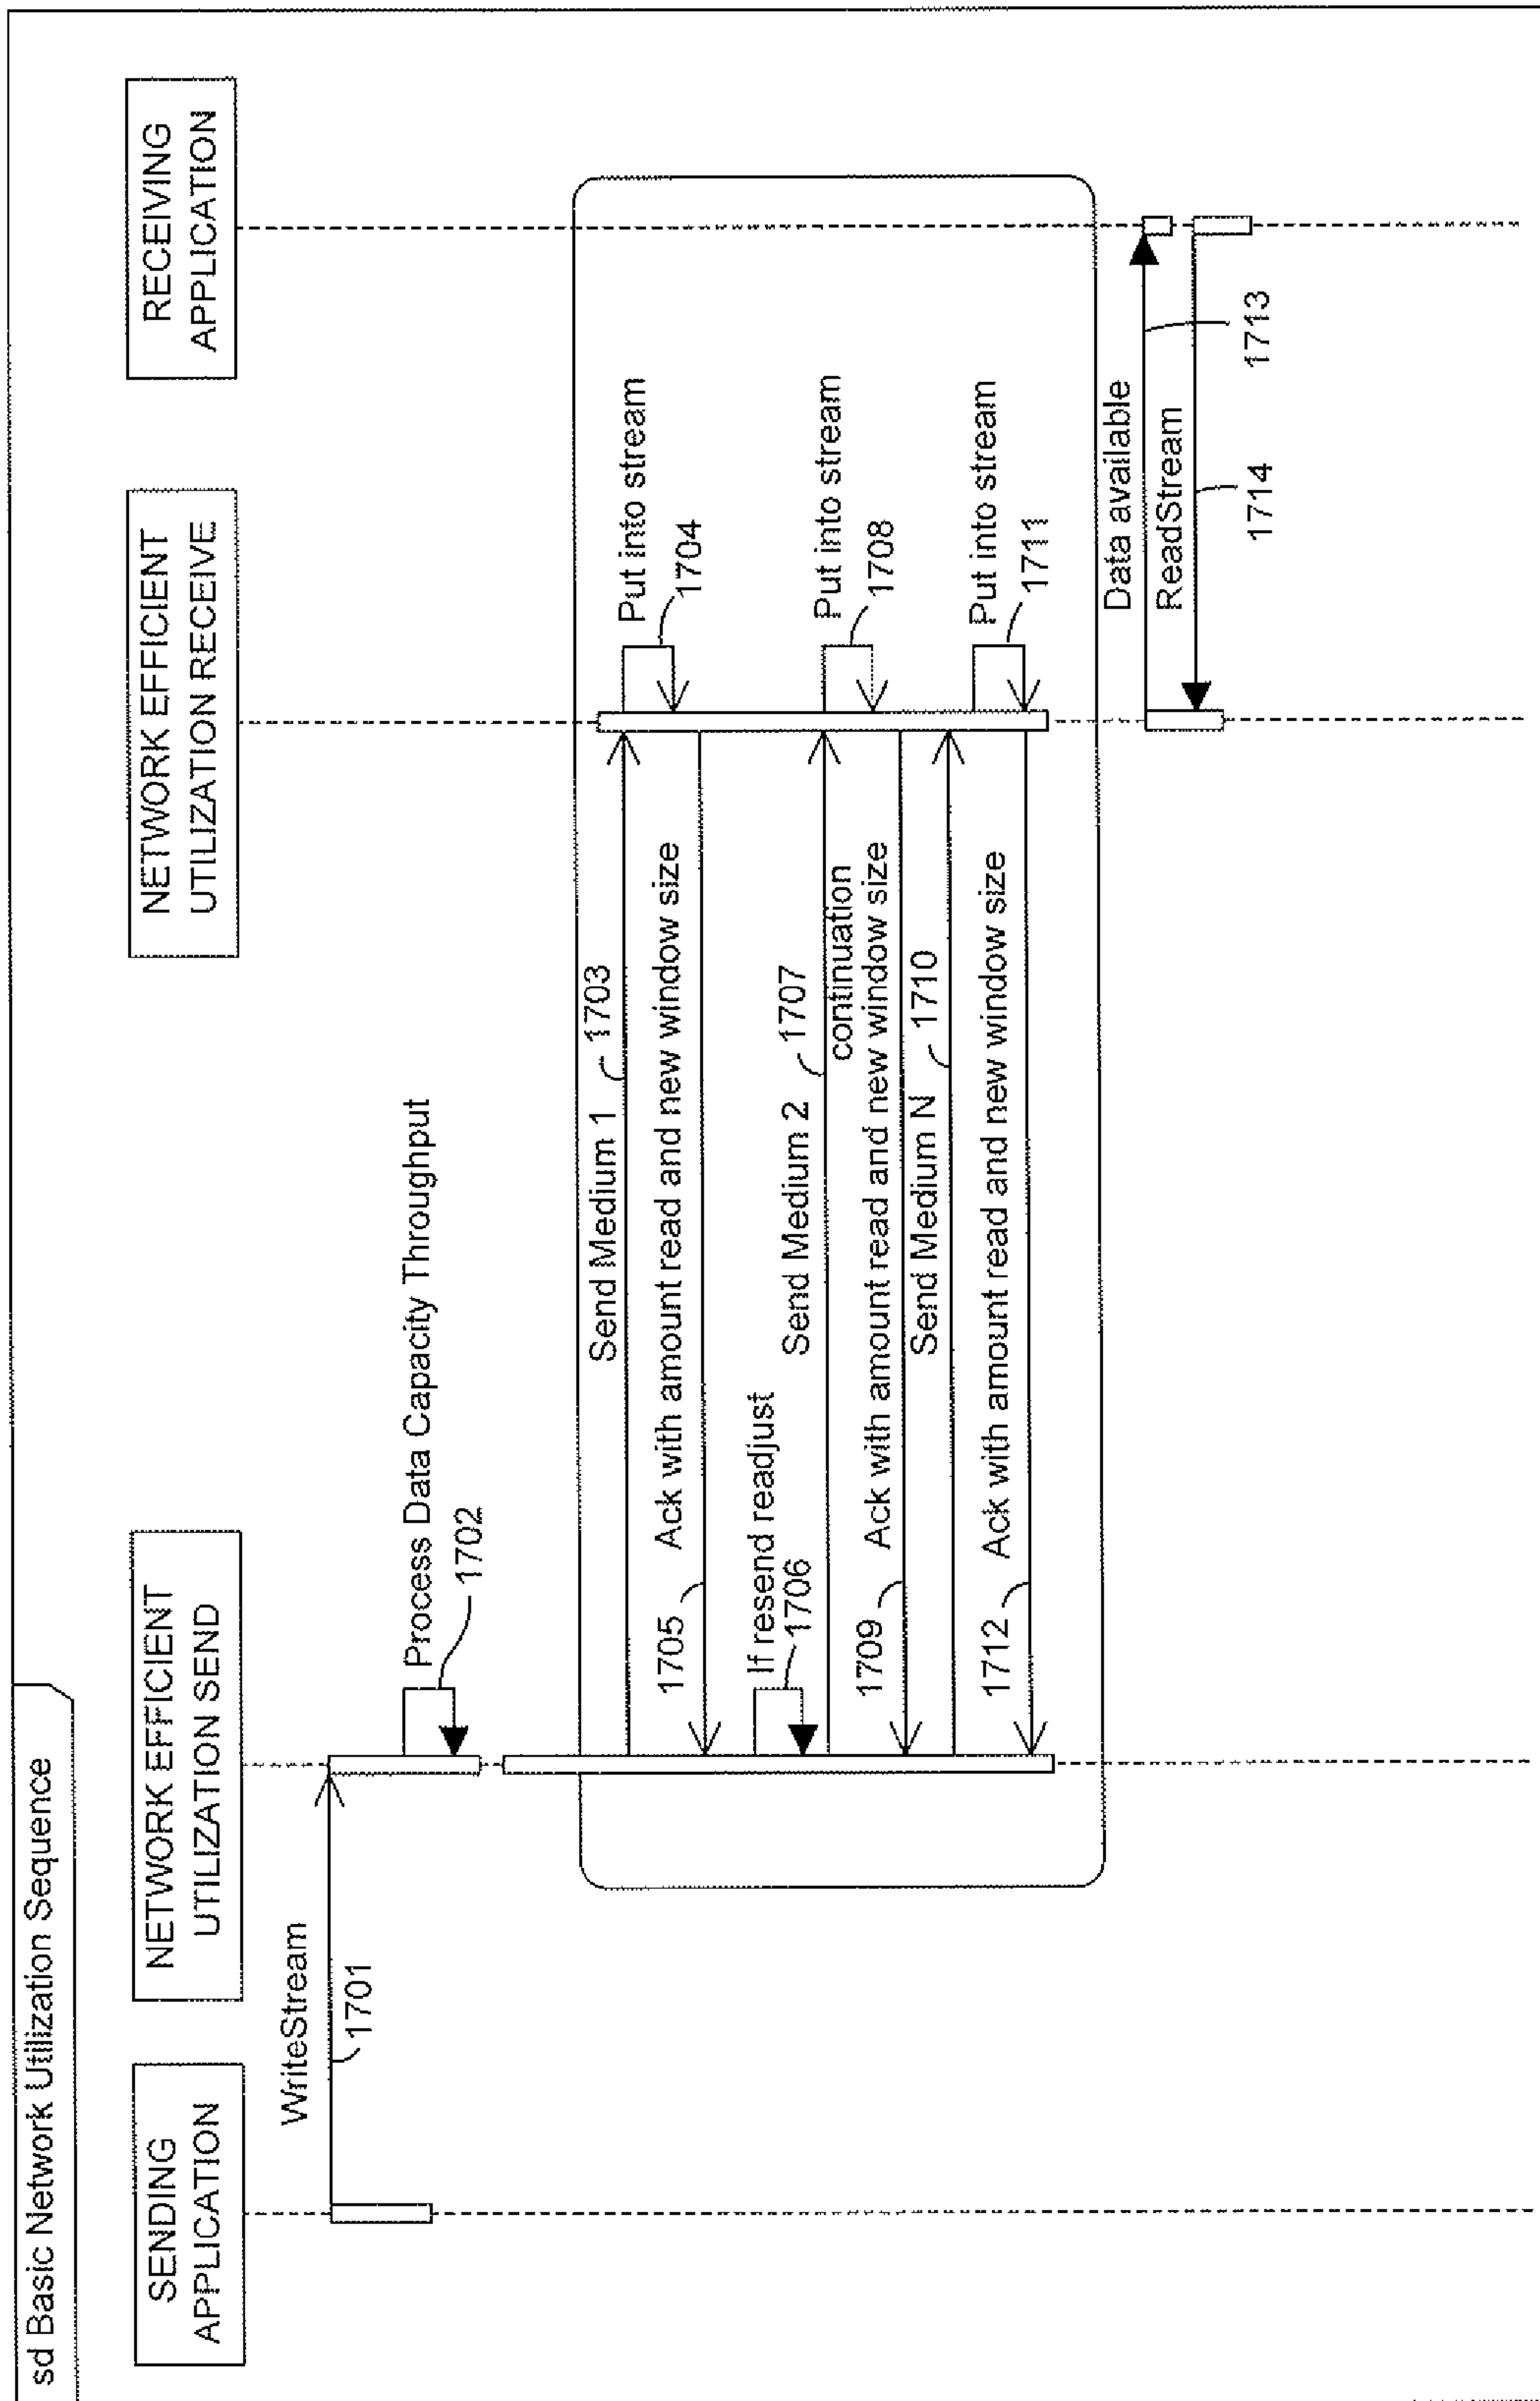 sd Basic Network Utilization Sequence
SENDING
APPLICATION
NETWORK EFFICIENT
UTILIZATION SEND
NETWORK EFFICIENT
UTILIZATION RECEIVE
RECEIVING
APPLICATION
WriteStream
1701
Process Data Capacity Throughput
1702
Send Medium 1
1703
Put into stream
1704
Ack with amount read and new window size
1705
If resend readjust
1706
Send Medium 2
1707
continuation
Put into stream
1708
Ack with amount read and new window size
1709
Send Medium N
1710
Put into stream
1711
Ack with amount read and new window size
1712
Data available
1713
ReadStream
1714